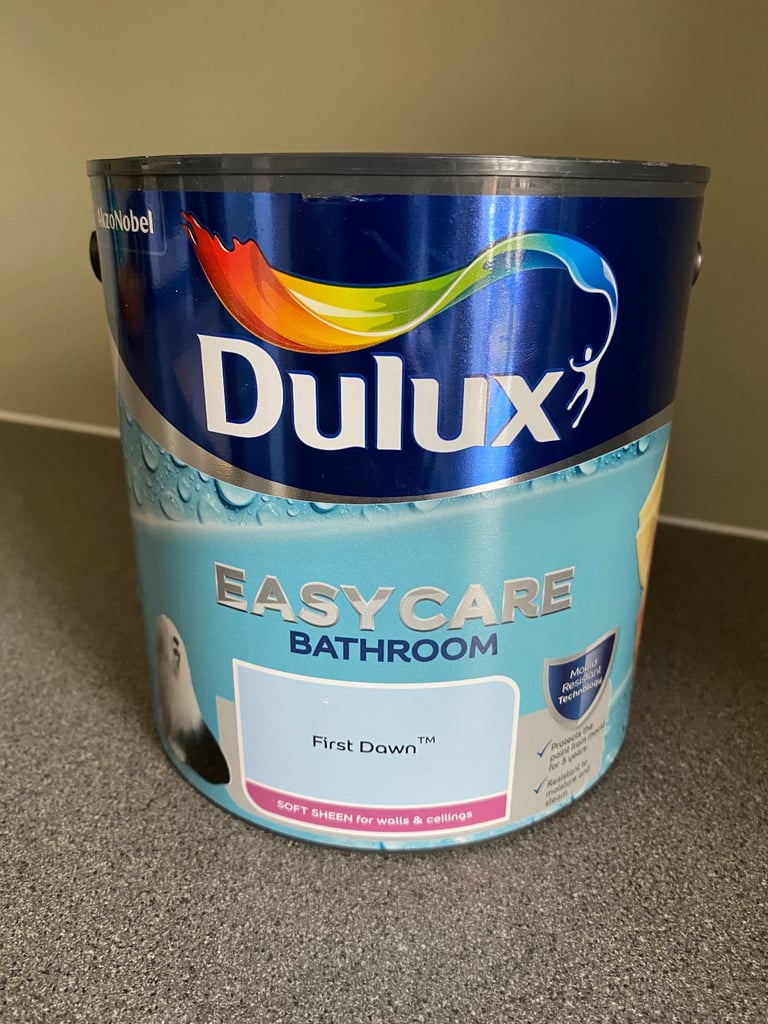 AkzoNobel
Dulux
EASYCARE
BATHROOM
First Dawn™
SOFT SHEEN for walls & ceilings
Mould
Resistant
Technology
Protects the
paint from mould
for 5 years
Resistant to
moisture and
steam